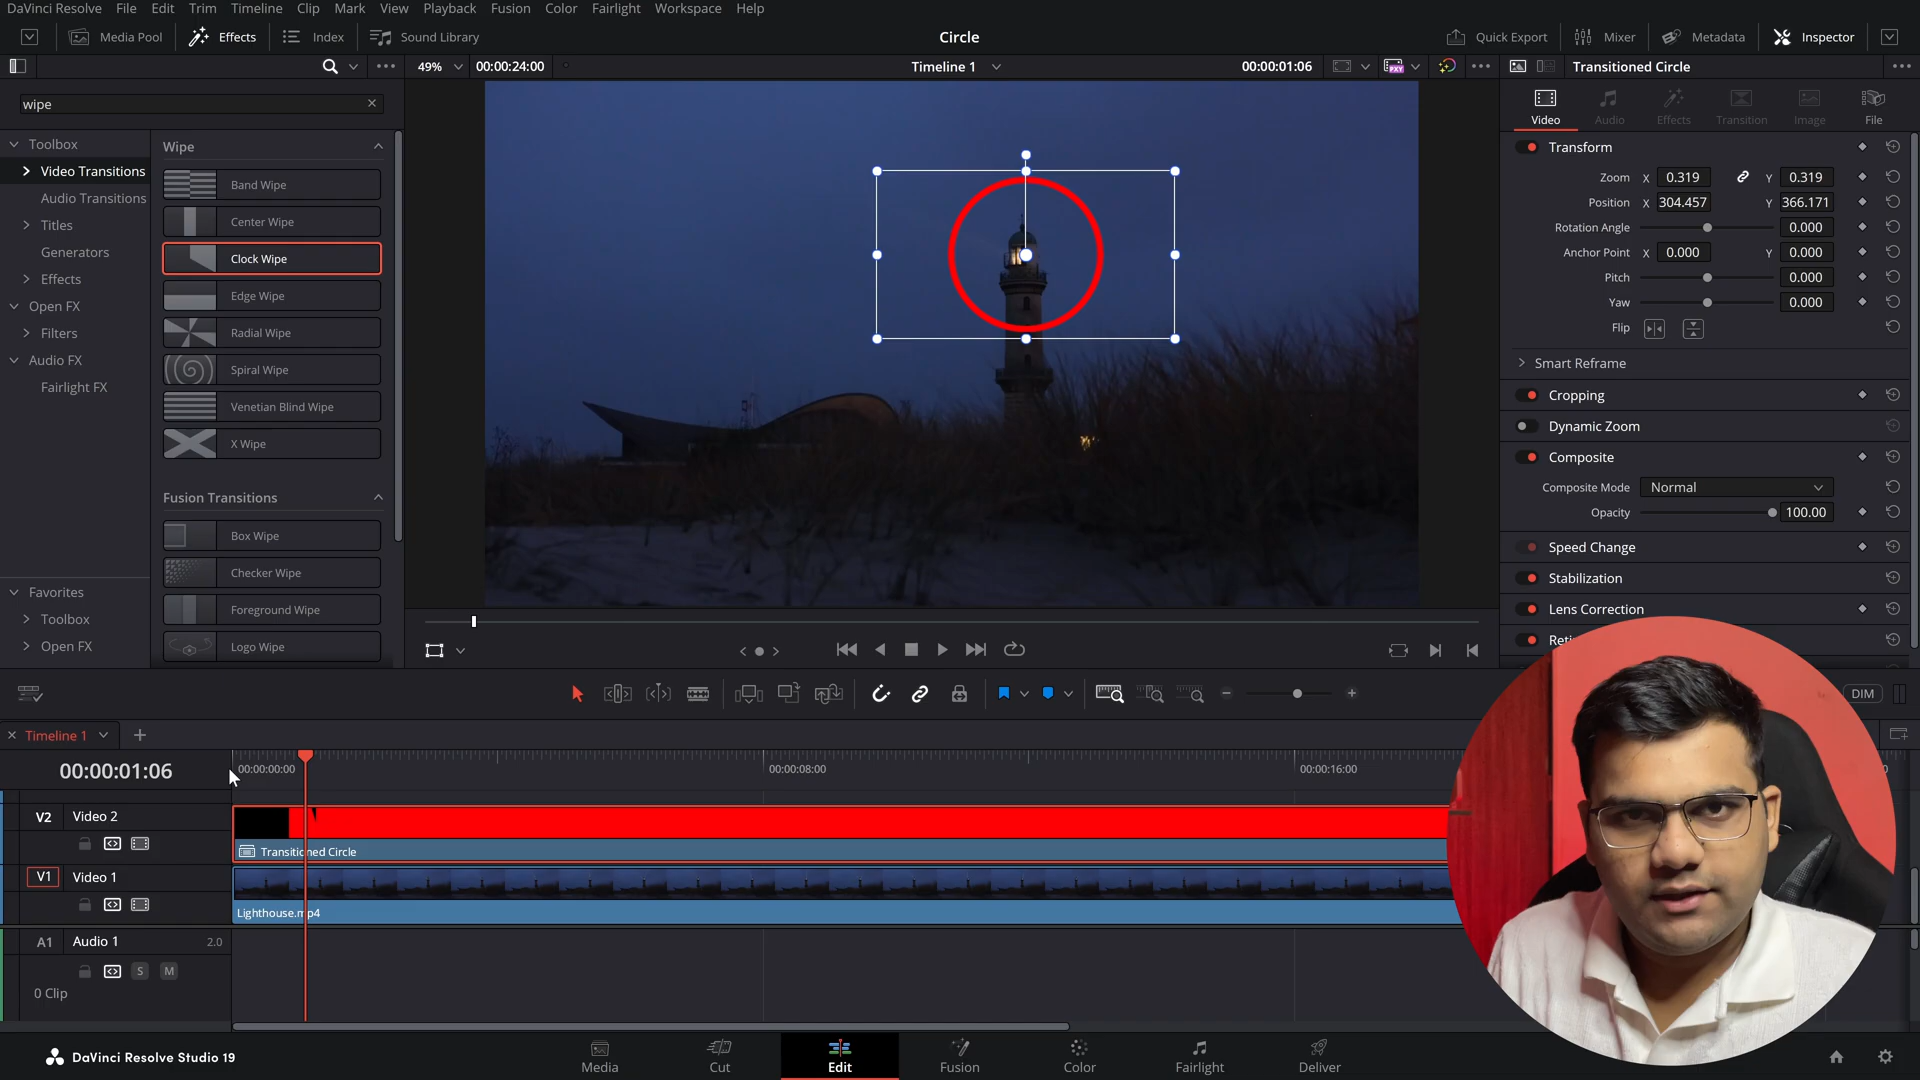 DaVinci Resolve File Edit Trim Timeline Clip Mark View Playback Fusion Color Fairlight Workspace Help
Media Pool Effects Index Sound Library Circle Quick Export Mixer Metadata Inspector
49% 00:00:24:00 Timeline 1 00:00:01:06 PXY Transitioned Circle
wipe
Video Audio Effects Transition Image File
Toolbox
Video Transitions
Audio Transitions
Titles
Generators
Effects
Open FX
Filters
Audio FX
Fairlight FX
Favorites
Toolbox
Open FX
Wipe
Band Wipe
Center Wipe
Clock Wipe
Edge Wipe
Radial Wipe
Spiral Wipe
Venetian Blind Wipe
X Wipe
Fusion Transitions
Box Wipe
Checker Wipe
Foreground Wipe
Logo Wipe
Transform
Zoom X 0.319 Y 0.319
Position X 304.457 Y 366.171
Rotation Angle 0.000
Anchor Point X 0.000 Y 0.000
Pitch 0.000
Yaw 0.000
Flip
Smart Reframe
Cropping
Dynamic Zoom
Composite
Composite Mode Normal
Opacity 100.00
Speed Change
Stabilization
Lens Correction
DIM
Timeline 1
00:00:01:06 00:00:00:00 00:00:08:00 00:00:16:00
V2 Video 2
Transitioned Circle
V1 Video 1
Lighthouse.mp4
A1 Audio 1 2.0
S M
0 Clip
DaVinci Resolve Studio 19
Media Cut Edit Fusion Color Fairlight Deliver